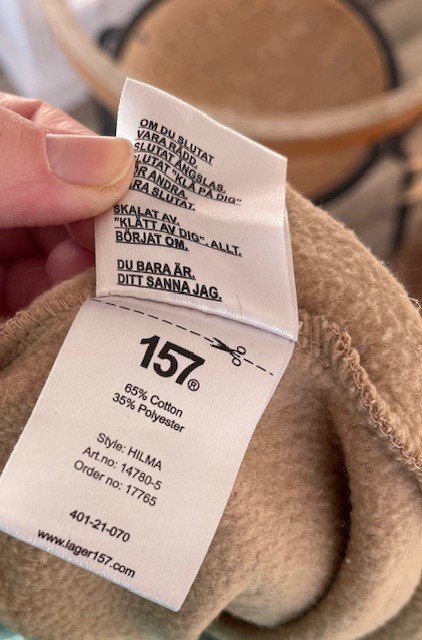 OM DU SLUTAT
VARA RÄDD.
SLUTAT ÄNGSLAS.
SLUTAT "KLÄ PÅ DIG"
ANDRA.
SLUTAT.
SKALAT AV.
"KLÄTT AV DIG". ALLT.
BÖRJAT OM.
DU BARA ÄR.
DITT SANNA JAG.
157®
65% Cotton
35% Polyester
Style: HILMA
Art.no: 14780-5
Order no: 17765
401-21-070
www.lager157.com